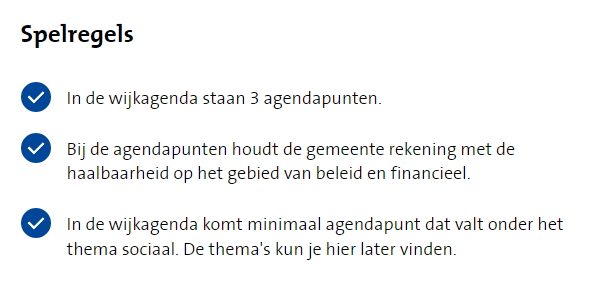 Spelregels
In de wijkagenda staan 3 agendapunten.
Bij de agendapunten houdt de gemeente rekening met de
haalbaarheid op het gebied van beleid en financieel.
In de wijkagenda komt minimaal agendapunt dat valt onder het
thema sociaal. De thema's kun je hier later vinden.